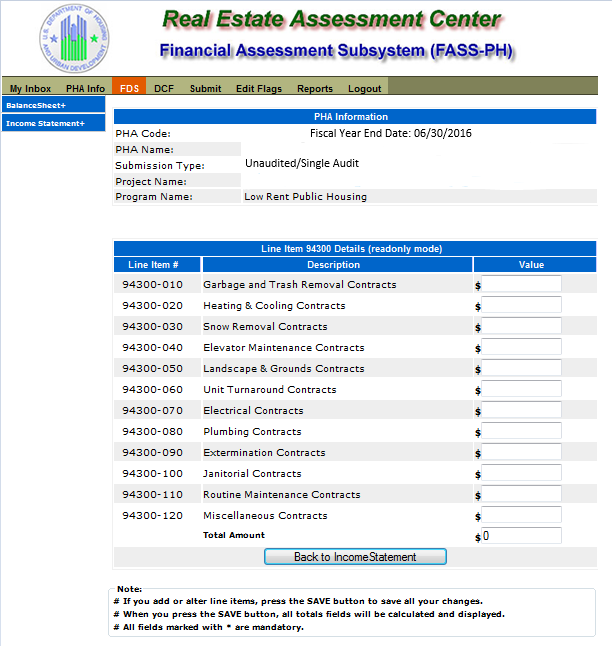 U.S. DEPARTMENT OF HOUSING AND URBAN DEVELOPMENT
Real Estate Assessment Center
Financial Assessment Subsystem (FASS-PH)
My Inbox PHA Info FDS DCF Submit Edit Flags Reports Logout
BalanceSheet+
Income Statement+
PHA Information
PHA Code: Fiscal Year End Date: 06/30/2016
PHA Name:
Submission Type: Unaudited/Single Audit
Project Name:
Program Name: Low Rent Public Housing
Line Item 94300 Details (readonly mode)
Line Item # Description Value
94300-010 Garbage and Trash Removal Contracts $
94300-020 Heating & Cooling Contracts $
94300-030 Snow Removal Contracts $
94300-040 Elevator Maintenance Contracts $
94300-050 Landscape & Grounds Contracts $
94300-060 Unit Turnaround Contracts $
94300-070 Electrical Contracts $
94300-080 Plumbing Contracts $
94300-090 Extermination Contracts $
94300-100 Janitorial Contracts $
94300-110 Routine Maintenance Contracts $
94300-120 Miscellaneous Contracts $
Total Amount $0
Back to IncomeStatement
Note:
# If you add or alter line items, press the SAVE button to save all your changes.
# When you press the SAVE button, all totals fields will be calculated and displayed.
# All fields marked with * are mandatory.